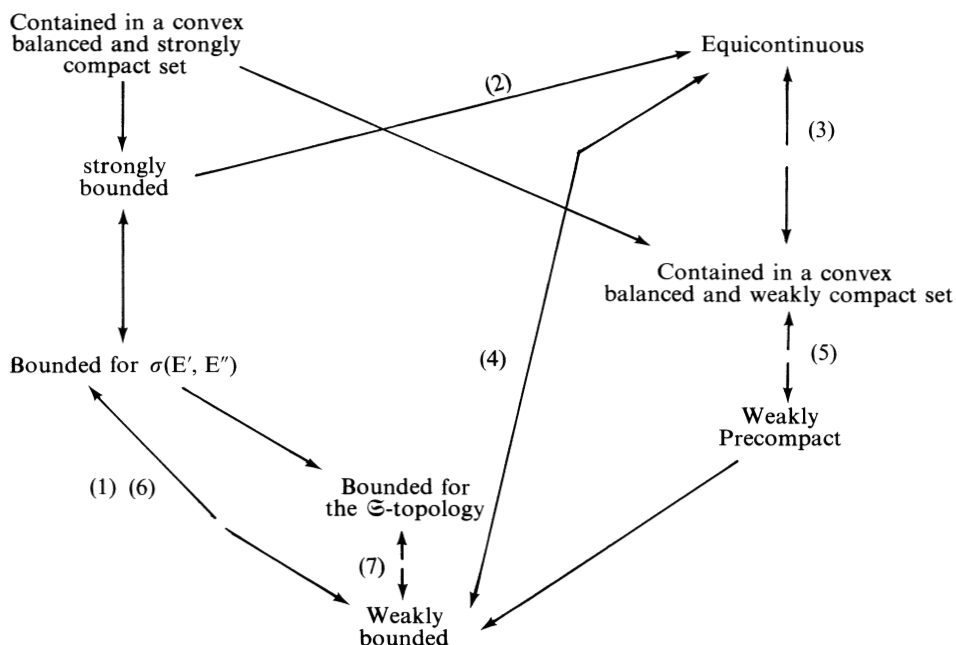 Contained in a convex
balanced and strongly
compact set
Equicontinuous
(2)
(3)
strongly
bounded
Contained in a convex
balanced and weakly compact set
(4)
(5)
Bounded for σ(E′, E″)
Weakly
Precompact
(1) (6)
Bounded for
the 𝔖-topology
(7)
Weakly
bounded